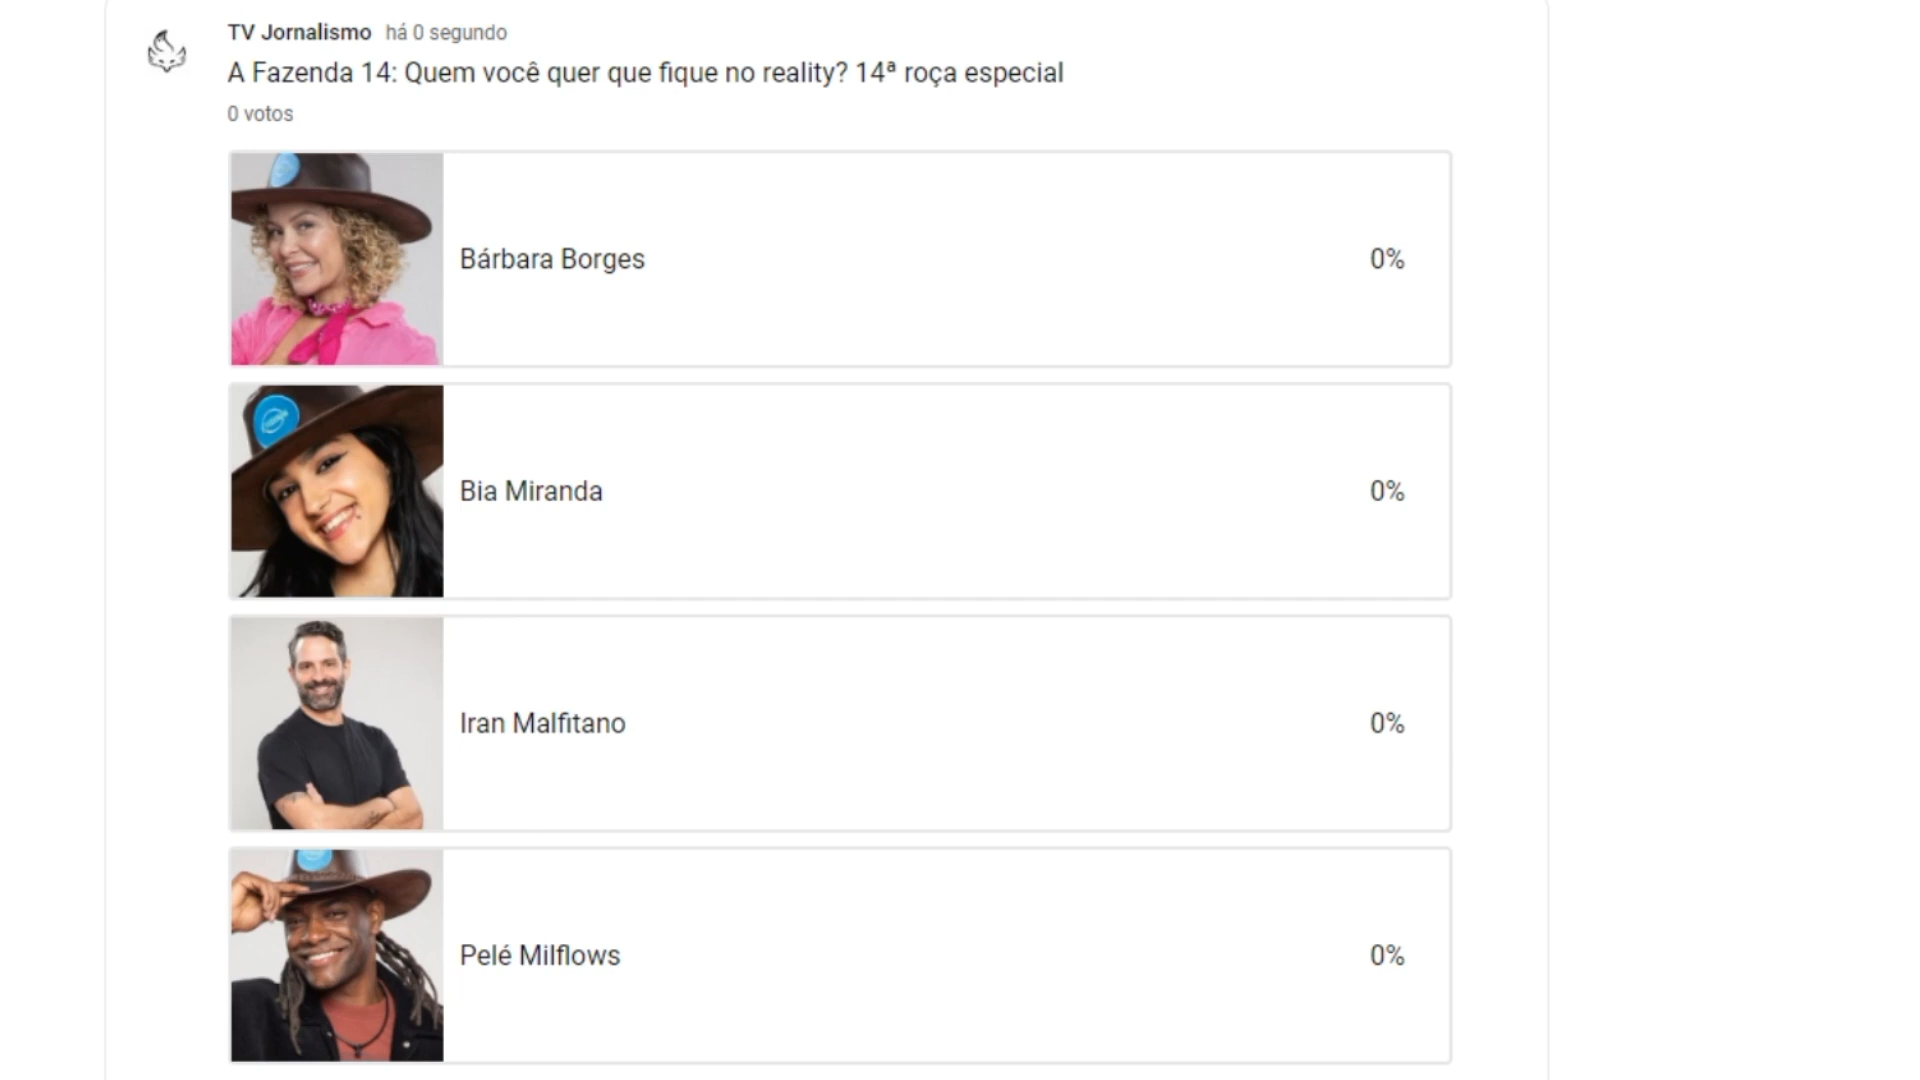 TV Jornalismo há 0 segundo
A Fazenda 14: Quem você quer que fique no reality? 14ª roça especial
0 votos
Bárbara Borges 0%
Bia Miranda 0%
Iran Malfitano 0%
Pelé Milflows 0%